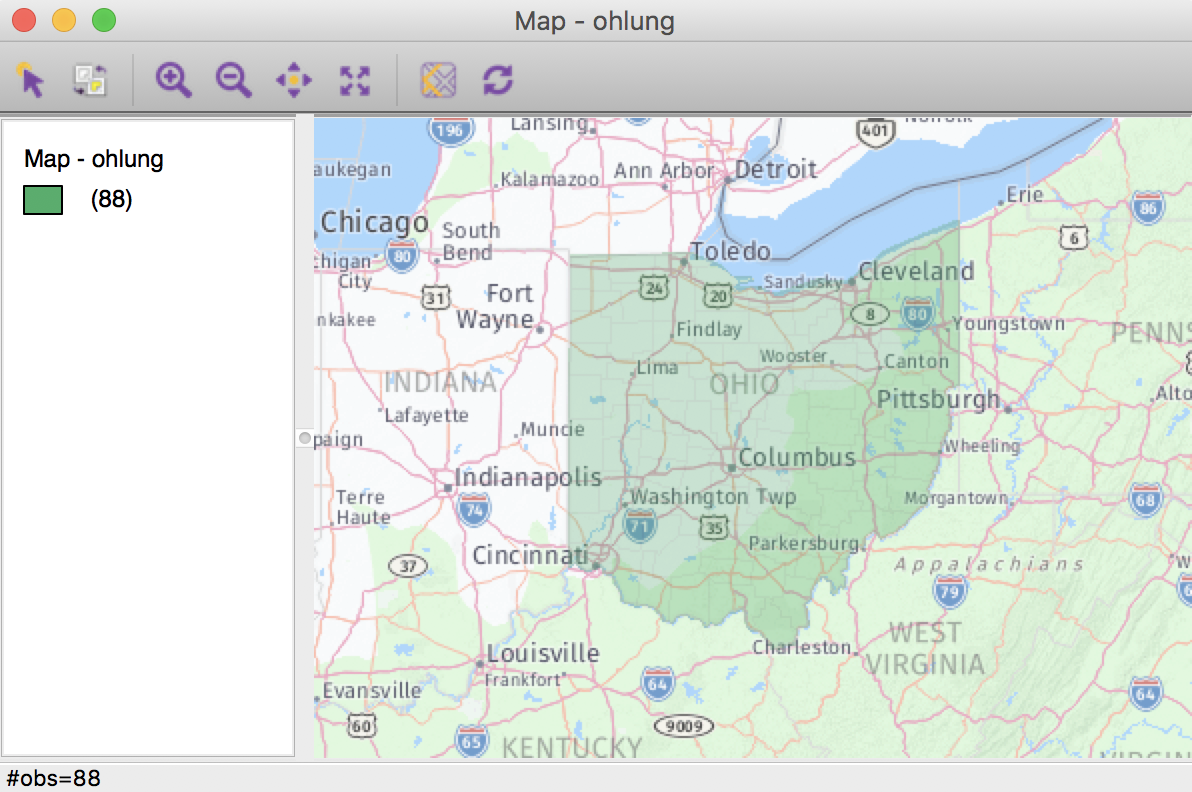 Map - ohlung
Map - ohlung
(88)
196
Lansing
401
Norfolk
aukegan
Kalamazoo
Ann Arbor
Detroit
Erie
86
Chicago
South
Bend
80
6
chigan
City
Toledo
Cleveland
Sandusky
31
Fort
Wayne
24
20
8
80
nkakee
Findlay
Youngstown
PENNS
Wooster
Canton
Lima
INDIANA
OHIO
Pittsburgh
Alto
Lafayette
Muncie
paign
Wheeling
Columbus
Indianapolis
Terre
Haute
74
Washington Twp
Morgantown
68
71
35
Cincinnati
Parkersburg
37
Appalachians
"W
79
6
WEST
VIRGINIA
Charleston
Louisville
Frankfort
64
Evansville
64
60
9009
65
KENTUCKY
VIRGIN
#obs=88